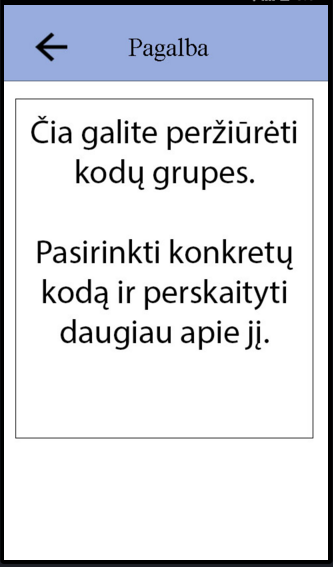 Pagalba
Čia galite peržiūrėti
kodų grupes.
Pasirinkti konkretų
kodą ir perskaityti
daugiau apie jį.